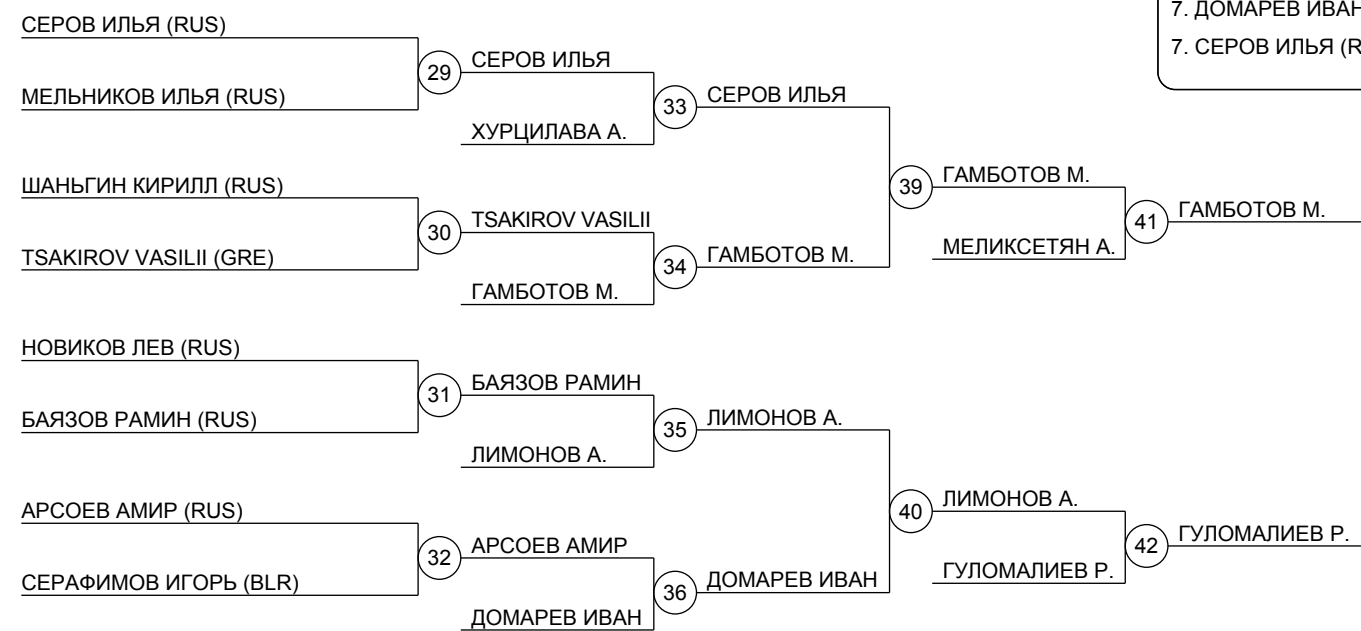 7. ДОМАРЕВ ИВАН
7. СЕРОВ ИЛЬЯ
СЕРОВ ИЛЬЯ (RUS)
29
СЕРОВ ИЛЬЯ
МЕЛЬНИКОВ ИЛЬЯ (RUS)
33
СЕРОВ ИЛЬЯ
ХУРЦИЛАВА А.
ШАНЬГИН КИРИЛЛ (RUS)
39
ГАМБОТОВ М.
30
TSAKIROV VASILII
41
ГАМБОТОВ М.
TSAKIROV VASILII (GRE)
34
ГАМБОТОВ М.
МЕЛИКСЕТЯН А.
ГАМБОТОВ М.
НОВИКОВ ЛЕВ (RUS)
31
БАЯЗОВ РАМИН
БАЯЗОВ РАМИН (RUS)
35
ЛИМОНОВ А.
ЛИМОНОВ А.
АРСОЕВ АМИР (RUS)
40
ЛИМОНОВ А.
32
АРСОЕВ АМИР
42
ГУЛОМАЛИЕВ Р.
СЕРАФИМОВ ИГОРЬ (BLR)
36
ДОМАРЕВ ИВАН
ГУЛОМАЛИЕВ Р.
ДОМАРЕВ ИВАН